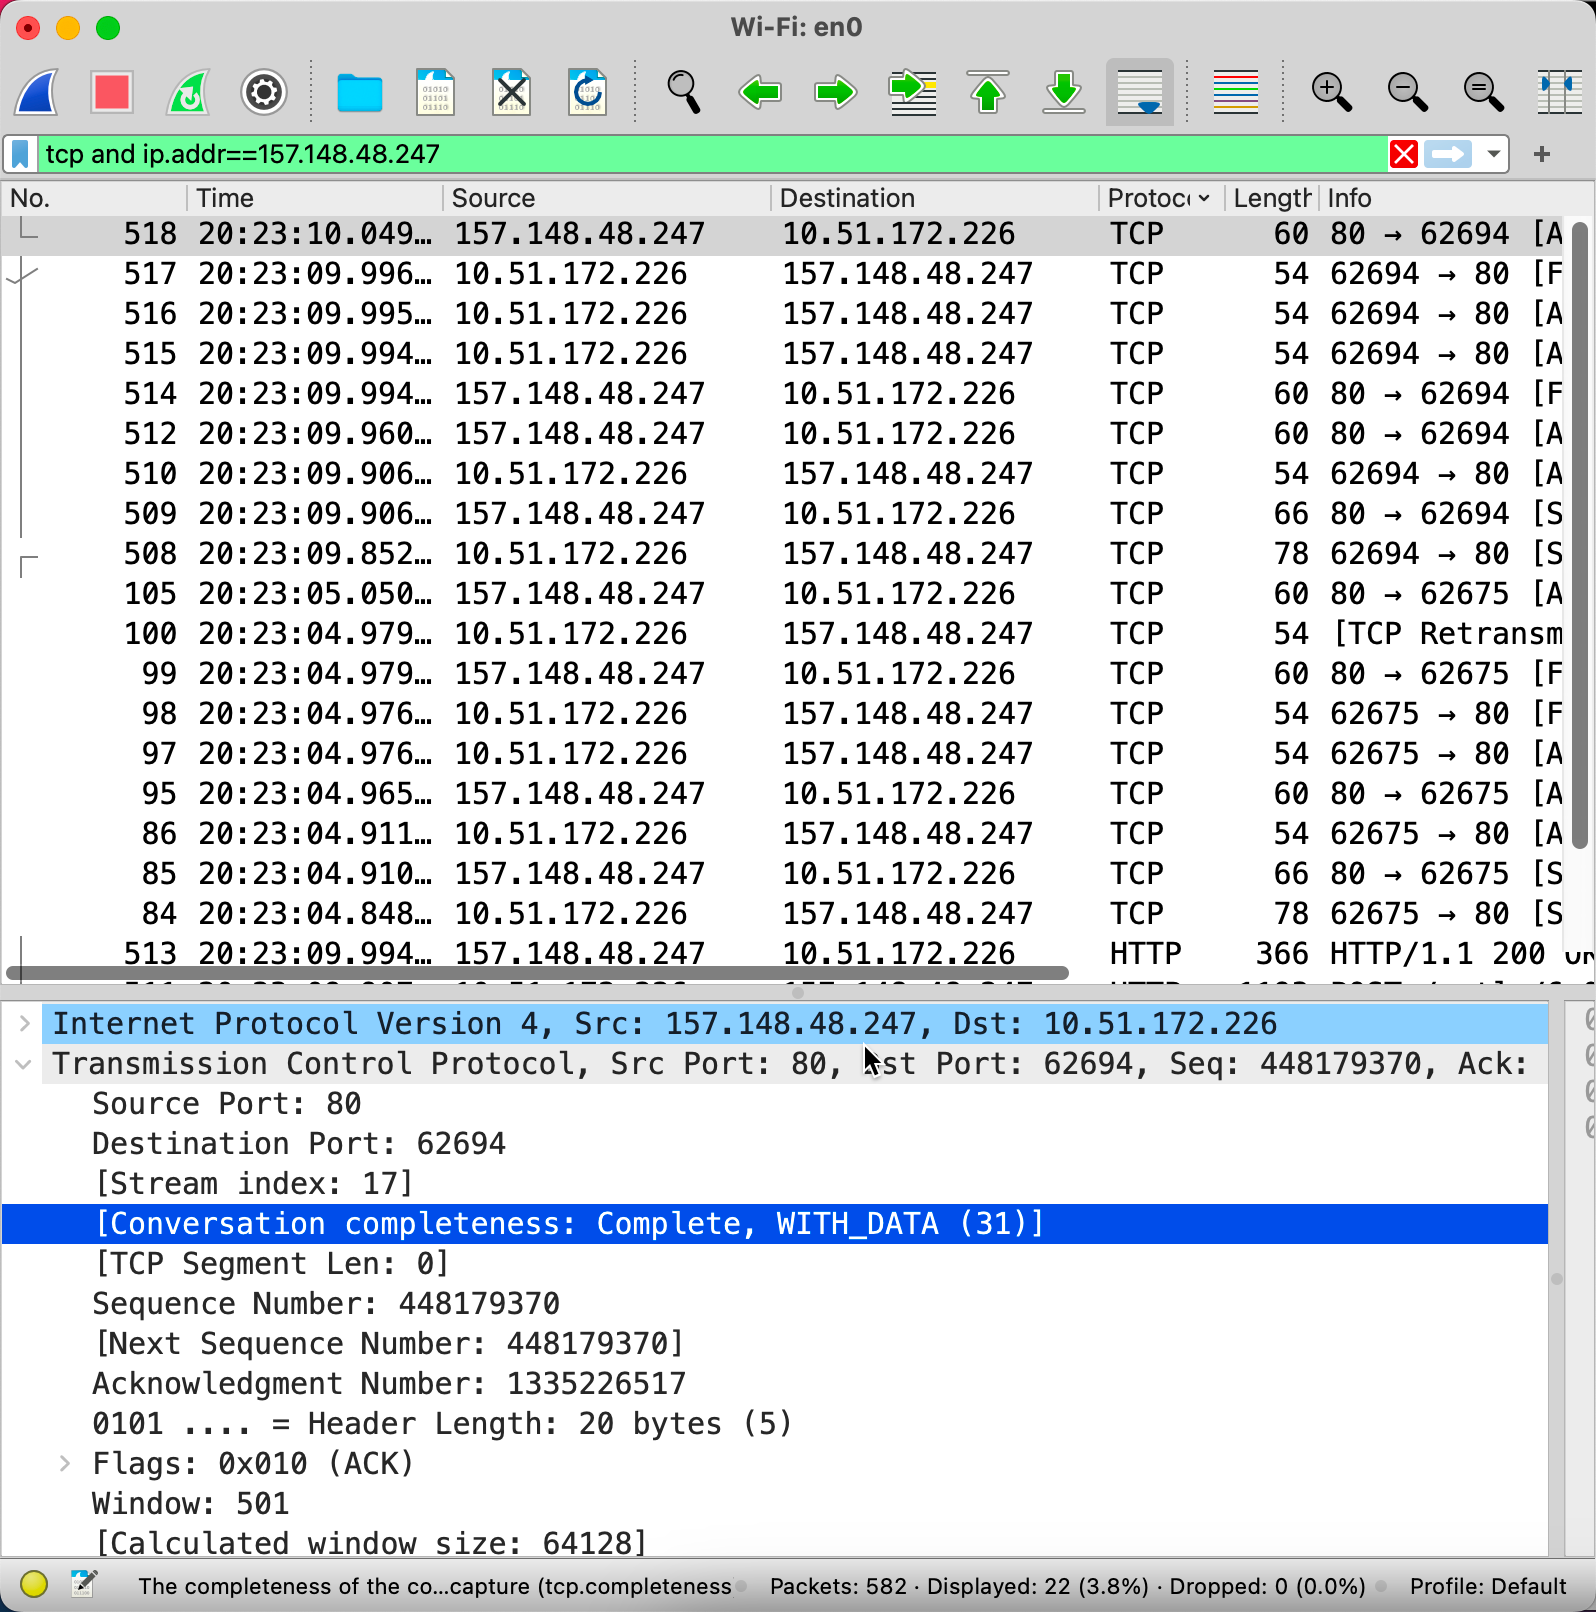 Wi-Fi: en0
tcp and ip.addr==157.148.48.247
No. Time Source Destination Protoc Length Info
518 20:23:10.049… 157.148.48.247 10.51.172.226 TCP 60 80 → 62694 [A
517 20:23:09.996… 10.51.172.226 157.148.48.247 TCP 54 62694 → 80 [F
516 20:23:09.995… 10.51.172.226 157.148.48.247 TCP 54 62694 → 80 [A
515 20:23:09.994… 10.51.172.226 157.148.48.247 TCP 54 62694 → 80 [A
514 20:23:09.994… 157.148.48.247 10.51.172.226 TCP 60 80 → 62694 [F
512 20:23:09.960… 157.148.48.247 10.51.172.226 TCP 60 80 → 62694 [A
510 20:23:09.906… 10.51.172.226 157.148.48.247 TCP 54 62694 → 80 [A
509 20:23:09.906… 157.148.48.247 10.51.172.226 TCP 66 80 → 62694 [S
508 20:23:09.852… 10.51.172.226 157.148.48.247 TCP 78 62694 → 80 [S
105 20:23:05.050… 157.148.48.247 10.51.172.226 TCP 60 80 → 62675 [A
100 20:23:04.979… 10.51.172.226 157.148.48.247 TCP 54 [TCP Retransm
99 20:23:04.979… 157.148.48.247 10.51.172.226 TCP 60 80 → 62675 [F
98 20:23:04.976… 10.51.172.226 157.148.48.247 TCP 54 62675 → 80 [F
97 20:23:04.976… 10.51.172.226 157.148.48.247 TCP 54 62675 → 80 [A
95 20:23:04.965… 157.148.48.247 10.51.172.226 TCP 60 80 → 62675 [A
86 20:23:04.911… 10.51.172.226 157.148.48.247 TCP 54 62675 → 80 [A
85 20:23:04.910… 157.148.48.247 10.51.172.226 TCP 66 80 → 62675 [S
84 20:23:04.848… 10.51.172.226 157.148.48.247 TCP 78 62675 → 80 [S
513 20:23:09.994… 157.148.48.247 10.51.172.226 HTTP 366 HTTP/1.1 200 OK
Internet Protocol Version 4, Src: 157.148.48.247, Dst: 10.51.172.226
Transmission Control Protocol, Src Port: 80, Dst Port: 62694, Seq: 448179370, Ack:
Source Port: 80
Destination Port: 62694
[Stream index: 17]
[Conversation completeness: Complete, WITH_DATA (31)]
[TCP Segment Len: 0]
Sequence Number: 448179370
[Next Sequence Number: 448179370]
Acknowledgment Number: 1335226517
0101 .... = Header Length: 20 bytes (5)
Flags: 0x010 (ACK)
Window: 501
[Calculated window size: 64128]
The completeness of the co...capture (tcp.completeness Packets: 582 · Displayed: 22 (3.8%) · Dropped: 0 (0.0%) Profile: Default